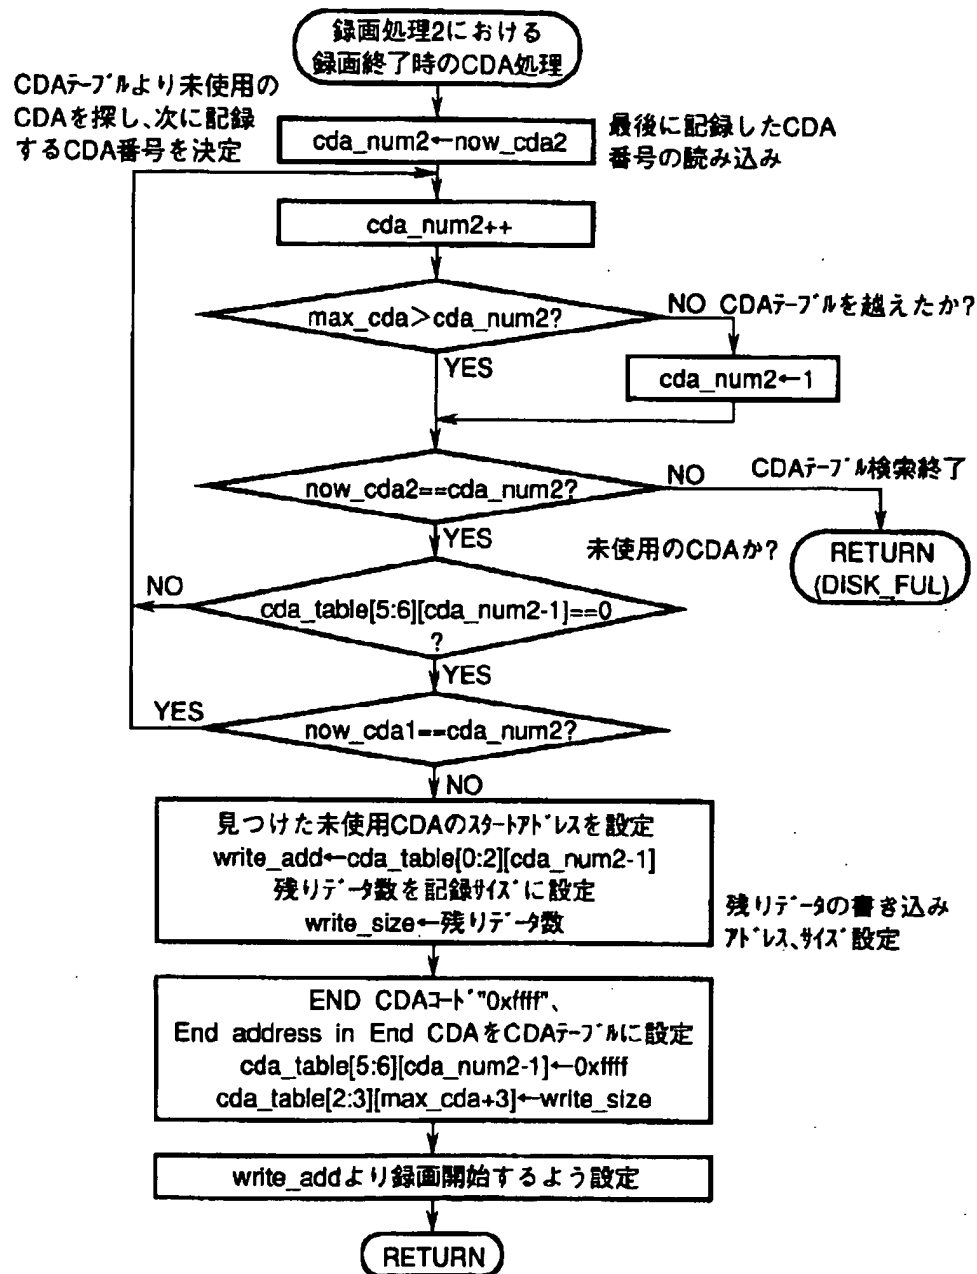 録画処理2における
録画終了時のCDA処理
CDAテーブルより未使用の
CDAを探し、次に記録
するCDA番号を決定
cda_num2←now_cda2
最後に記録したCDA
番号の読み込み
cda_num2++
max_cda>cda_num2?
NO
CDAテーブルを越えたか?
YES
cda_num2←1
now_cda2==cda_num2?
NO
CDAテーブル検索終了
YES
未使用のCDAか?
RETURN
(DISK_FUL)
NO
cda_table[5:6][cda_num2-1]==0
?
YES
YES
now_cda1==cda_num2?
NO
見つけた未使用CDAのスタートアドレスを設定
write_add←cda_table[0:2][cda_num2-1]
残りデータ数を記録サイズに設定
write_size←残りデータ数
残りデータの書き込み
アドレス、サイズ設定
END CDAコード"0xffff"、
End address in End CDAをCDAテーブルに設定
cda_table[5:6][cda_num2-1]←0xffff
cda_table[2:3][max_cda+3]←write_size
write_addより録画開始するよう設定
RETURN